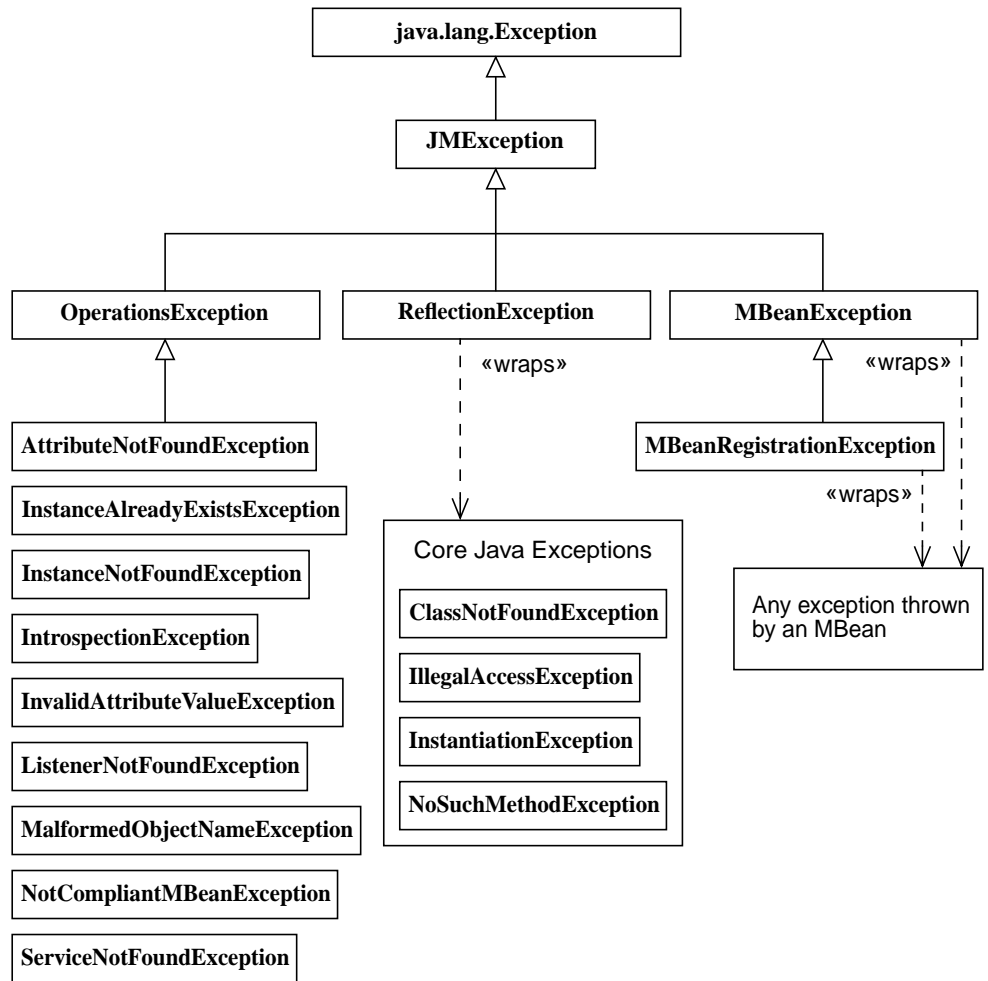 java.lang.Exception
JMException
OperationsException
ReflectionException
MBeanException
«wraps»
«wraps»
AttributeNotFoundException
InstanceAlreadyExistsException
InstanceNotFoundException
IntrospectionException
InvalidAttributeValueException
ListenerNotFoundException
MalformedObjectNameException
NotCompliantMBeanException
ServiceNotFoundException
Core Java Exceptions
ClassNotFoundException
IllegalAccessException
InstantiationException
NoSuchMethodException
MBeanRegistrationException
«wraps»
Any exception thrown
by an MBean